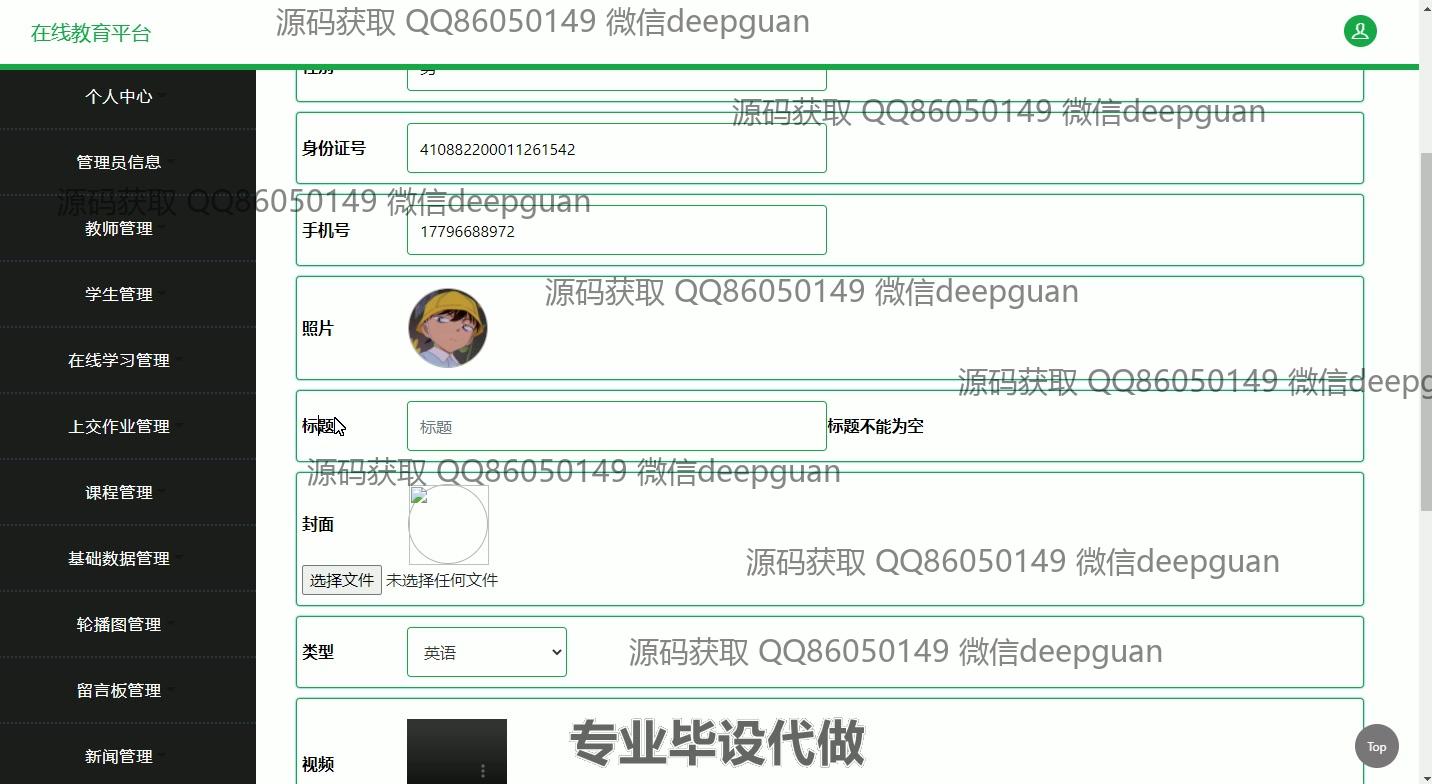 在线教育平台
源码获取 QQ86050149 微信deepguan
个人中心
性别
男
源码获取 QQ86050149 微信deepguan
身份证号
410882200011261542
管理员信息
源码获取 QQ86050149 微信deepguan
教师管理
手机号
17796688972
学生管理
源码获取 QQ86050149 微信deepguan
照片
在线学习管理
源码获取 QQ86050149 微信deepg
上交作业管理
标题
标题
标题不能为空
源码获取 QQ86050149 微信deepguan
课程管理
封面
基础数据管理
源码获取 QQ86050149 微信deepguan
选择文件 未选择任何文件
轮播图管理
类型
英语
源码获取 QQ86050149 微信deepguan
留言板管理
专业毕设代做
新闻管理
视频
Top